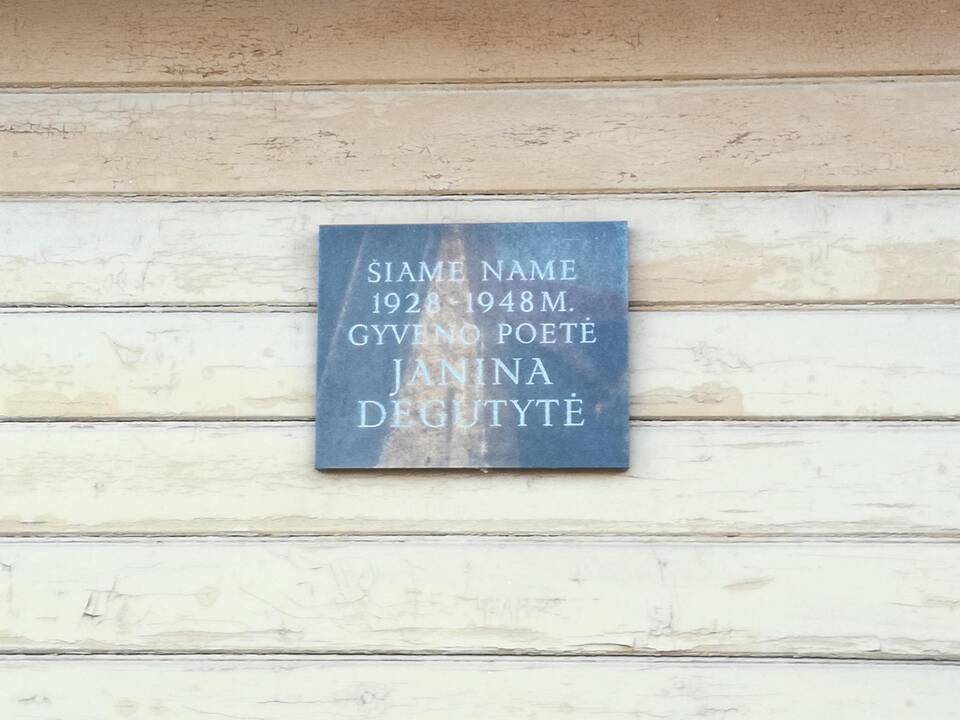 ŠIAME NAME
1928-1948 M.
GYVENO POETĖ
JANINA
DEGUTYTĖ